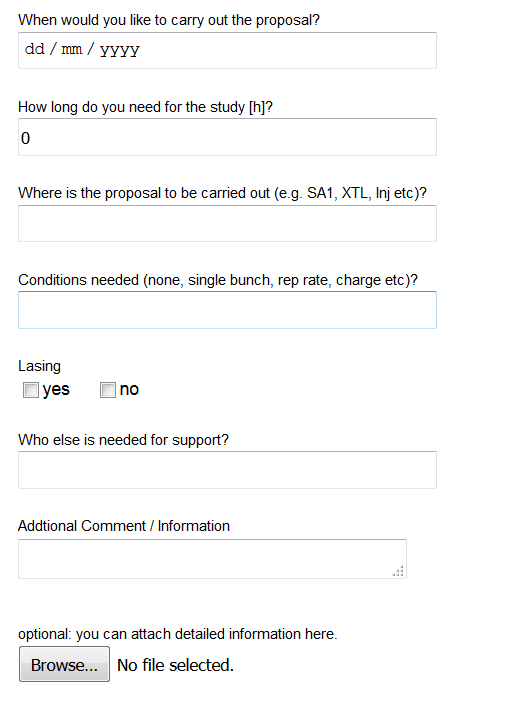 When would you like to carry out the proposal?
dd / mm / yyyy
How long do you need for the study [h]?
0
Where is the proposal to be carried out (e.g. SA1, XTL, Inj etc)?
Conditions needed (none, single bunch, rep rate, charge etc)?
Lasing
yes no
Who else is needed for support?
Addtional Comment / Information
optional: you can attach detailed information here.
Browse... No file selected.